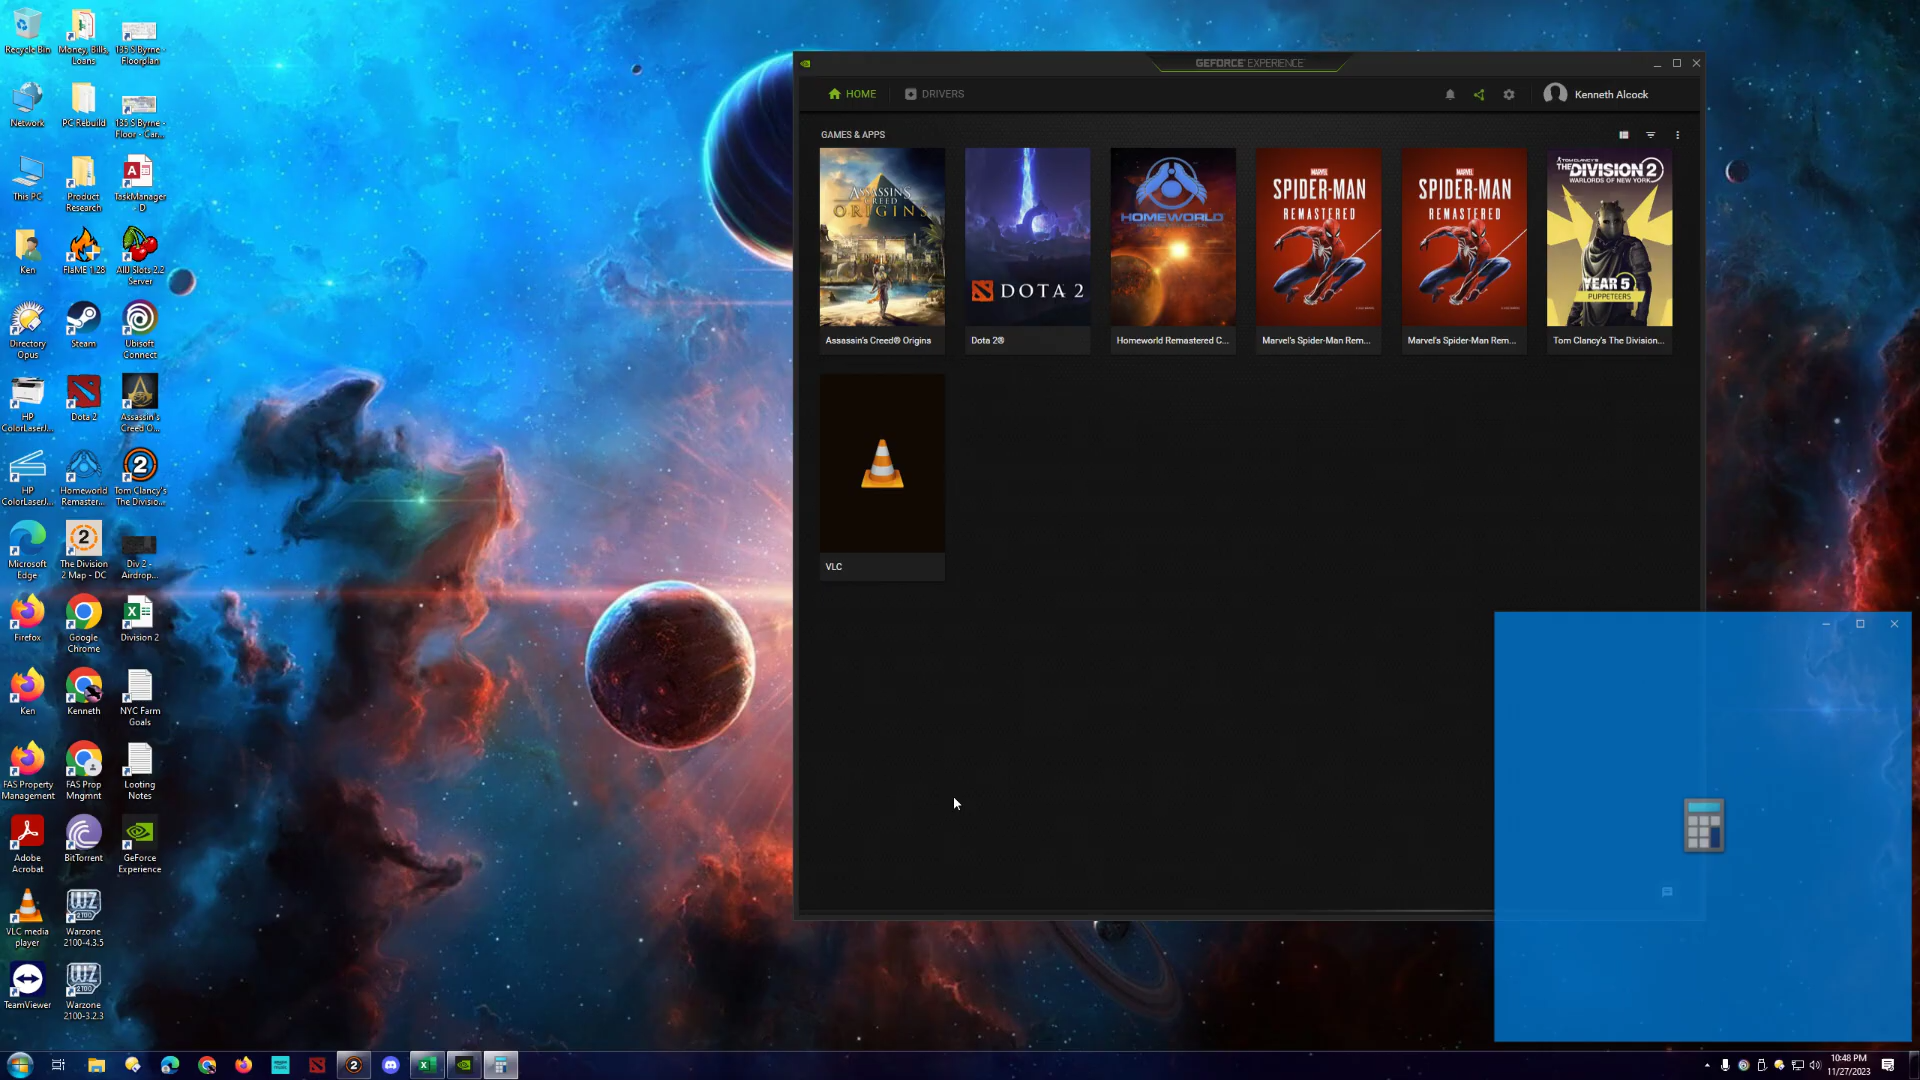 Recycle Bin
Money, Bills, Loans
135 S Byrne - Floorplan
Network
PC Rebuild
135 S Byrne - Floor - Gar...
This PC
Product Research
TaskManager - D
Ken
FlaME 1.28
AllJ Slots 2.2 Server
Directory Opus
Steam
Ubisoft Connect
HP ColorLaserJ...
Dota 2
Assassin's Creed O...
HP ColorLaserJ...
Homeworld Remaster...
Tom Clancy's The Divisio...
Microsoft Edge
The Division 2 Map - DC
Div 2 - Airdrop...
Firefox
Google Chrome
Division 2
Ken
Kenneth
NYC Farm Goals
FAS Property Management
FAS Prop Mngmnt
Looting Notes
Adobe Acrobat
BitTorrent
GeForce Experience
VLC media player
Warzone 2100-4.3.5
TeamViewer
Warzone 2100-3.2.3
GEFORCE EXPERIENCE
HOME
DRIVERS
Kenneth Alcock
GAMES & APPS
ASSASSIN'S CREED ORIGINS
DOTA 2
HOMEWORLD
MARVEL SPIDER-MAN REMASTERED
MARVEL SPIDER-MAN REMASTERED
TOM CLANCY'S THE DIVISION 2 WARLORDS OF NEW YORK
YEAR 5
PUPPETEERS
Assassin's Creed® Origins
Dota 2®
Homeworld Remastered C...
Marvel's Spider-Man Rem...
Marvel's Spider-Man Rem...
Tom Clancy's The Division...
VLC
10:48 PM
11/27/2023